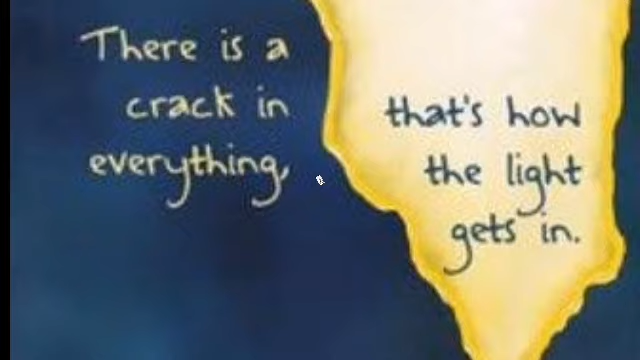 There is a
crack in
everything,
that's how
the light
gets in.